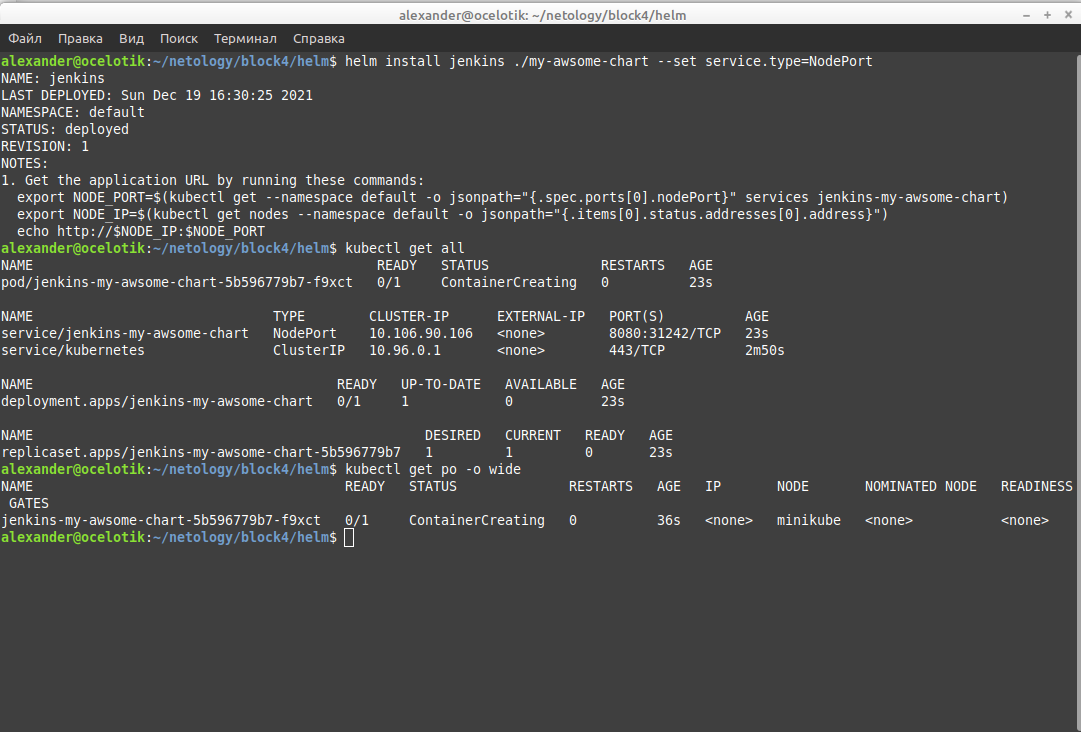 alexander@ocelotik: ~/netology/block4/helm
Файл Правка Вид Поиск Терминал Справка
alexander@ocelotik:~/netology/block4/helm$ helm install jenkins ./my-awsome-chart --set service.type=NodePort
NAME: jenkins
LAST DEPLOYED: Sun Dec 19 16:30:25 2021
NAMESPACE: default
STATUS: deployed
REVISION: 1
NOTES:
1. Get the application URL by running these commands:
  export NODE_PORT=$(kubectl get --namespace default -o jsonpath="{.spec.ports[0].nodePort}" services jenkins-my-awsome-chart)
  export NODE_IP=$(kubectl get nodes --namespace default -o jsonpath="{.items[0].status.addresses[0].address}")
  echo http://$NODE_IP:$NODE_PORT
alexander@ocelotik:~/netology/block4/helm$ kubectl get all
NAME                                           READY   STATUS              RESTARTS   AGE
pod/jenkins-my-awsome-chart-5b596779b7-f9xct   0/1     ContainerCreating   0          23s

NAME                              TYPE        CLUSTER-IP      EXTERNAL-IP   PORT(S)          AGE
service/jenkins-my-awsome-chart   NodePort    10.106.90.106   <none>        8080:31242/TCP   23s
service/kubernetes                ClusterIP   10.96.0.1       <none>        443/TCP          2m50s

NAME                                      READY   UP-TO-DATE   AVAILABLE   AGE
deployment.apps/jenkins-my-awsome-chart   0/1     1            0           23s

NAME                                                 DESIRED   CURRENT   READY   AGE
replicaset.apps/jenkins-my-awsome-chart-5b596779b7   1         1         0       23s
alexander@ocelotik:~/netology/block4/helm$ kubectl get po -o wide
NAME                                       READY   STATUS              RESTARTS   AGE   IP       NODE       NOMINATED NODE   READINESS
 GATES
jenkins-my-awsome-chart-5b596779b7-f9xct   0/1     ContainerCreating   0          36s   <none>   minikube   <none>           <none>
alexander@ocelotik:~/netology/block4/helm$